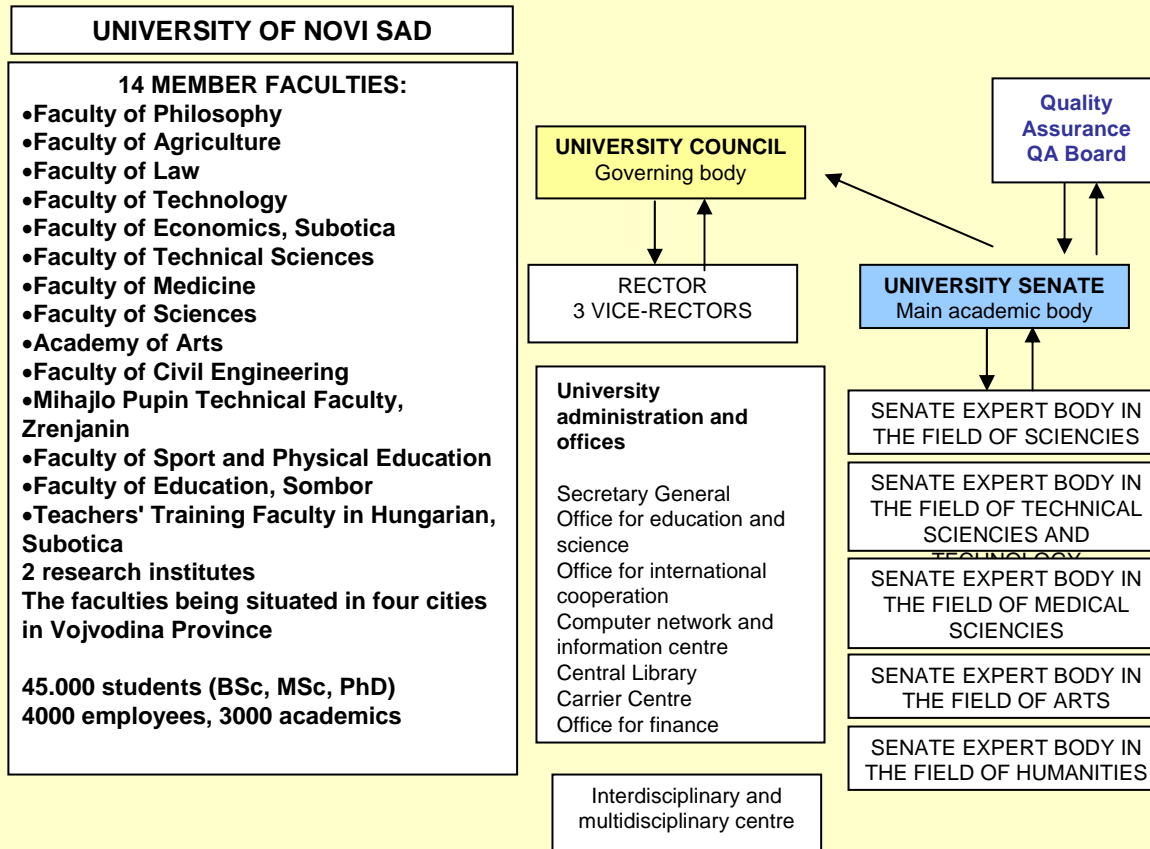 UNIVERSITY OF NOVI SAD
14 MEMBER FACULTIES:
•Faculty of Philosophy
•Faculty of Agriculture
•Faculty of Law
•Faculty of Technology
•Faculty of Economics, Subotica
•Faculty of Technical Sciences
•Faculty of Medicine
•Faculty of Sciences
•Academy of Arts
•Faculty of Civil Engineering
•Mihajlo Pupin Technical Faculty,
Zrenjanin
•Faculty of Sport and Physical Education
•Faculty of Education, Sombor
•Teachers' Training Faculty in Hungarian,
Subotica
2 research institutes
The faculties being situated in four cities
in Vojvodina Province
45.000 students (BSc, MSc, PhD)
4000 employees, 3000 academics
UNIVERSITY COUNCIL
Governing body
RECTOR
3 VICE-RECTORS
University
administration and
offices
Secretary General
Office for education and
science
Office for international
cooperation
Computer network and
information centre
Central Library
Carrier Centre
Office for finance
Interdisciplinary and
multidisciplinary centre
Quality
Assurance
QA Board
UNIVERSITY SENATE
Main academic body
SENATE EXPERT BODY IN
THE FIELD OF SCIENCIES
SENATE EXPERT BODY IN
THE FIELD OF TECHNICAL
SCIENCIES AND
TECHNOLOGY
SENATE EXPERT BODY IN
THE FIELD OF MEDICAL
SCIENCIES
SENATE EXPERT BODY IN
THE FIELD OF ARTS
SENATE EXPERT BODY IN
THE FIELD OF HUMANITIES